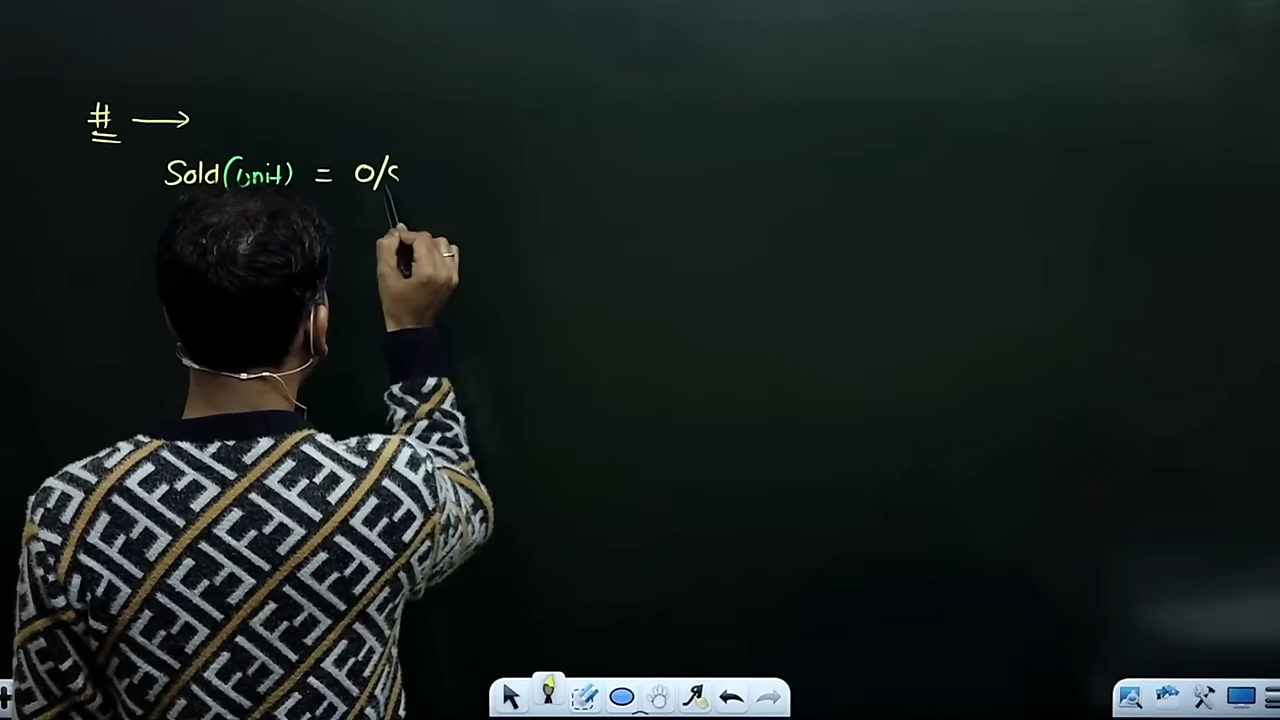 # →
Sold (Unit) = O/S